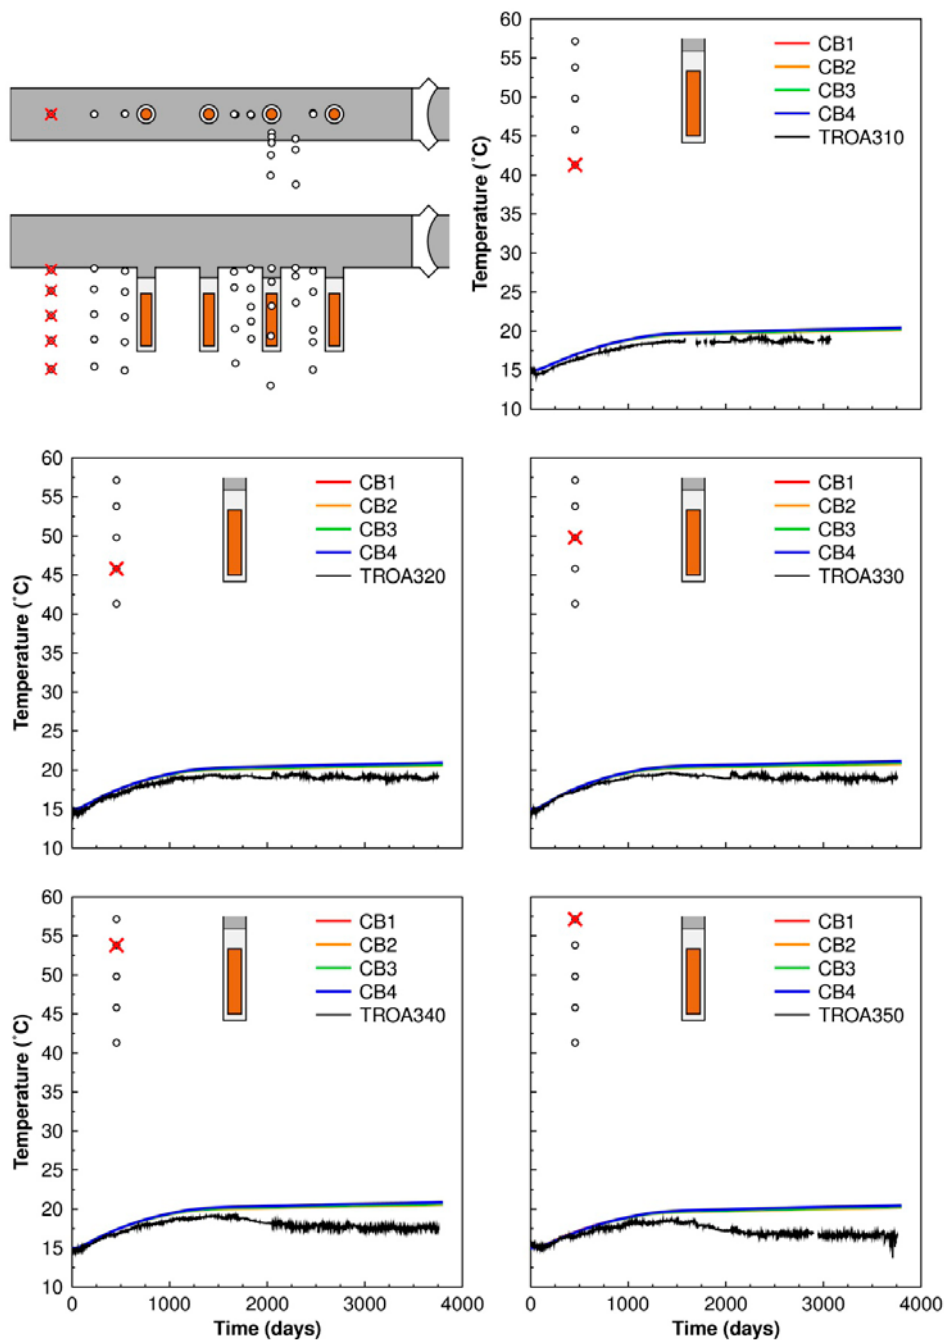 60
55
50
45
40
35
30
25
20
15
10
Temperature (˚C)
CB1
CB2
CB3
CB4
TROA310
60
55
50
45
40
35
30
25
20
15
10
Temperature (˚C)
CB1
CB2
CB3
CB4
TROA320
CB1
CB2
CB3
CB4
TROA330
60
55
50
45
40
35
30
25
20
15
10
Temperature (˚C)
CB1
CB2
CB3
CB4
TROA340
0 1000 2000 3000 4000
Time (days)
CB1
CB2
CB3
CB4
TROA350
0 1000 2000 3000 4000
Time (days)